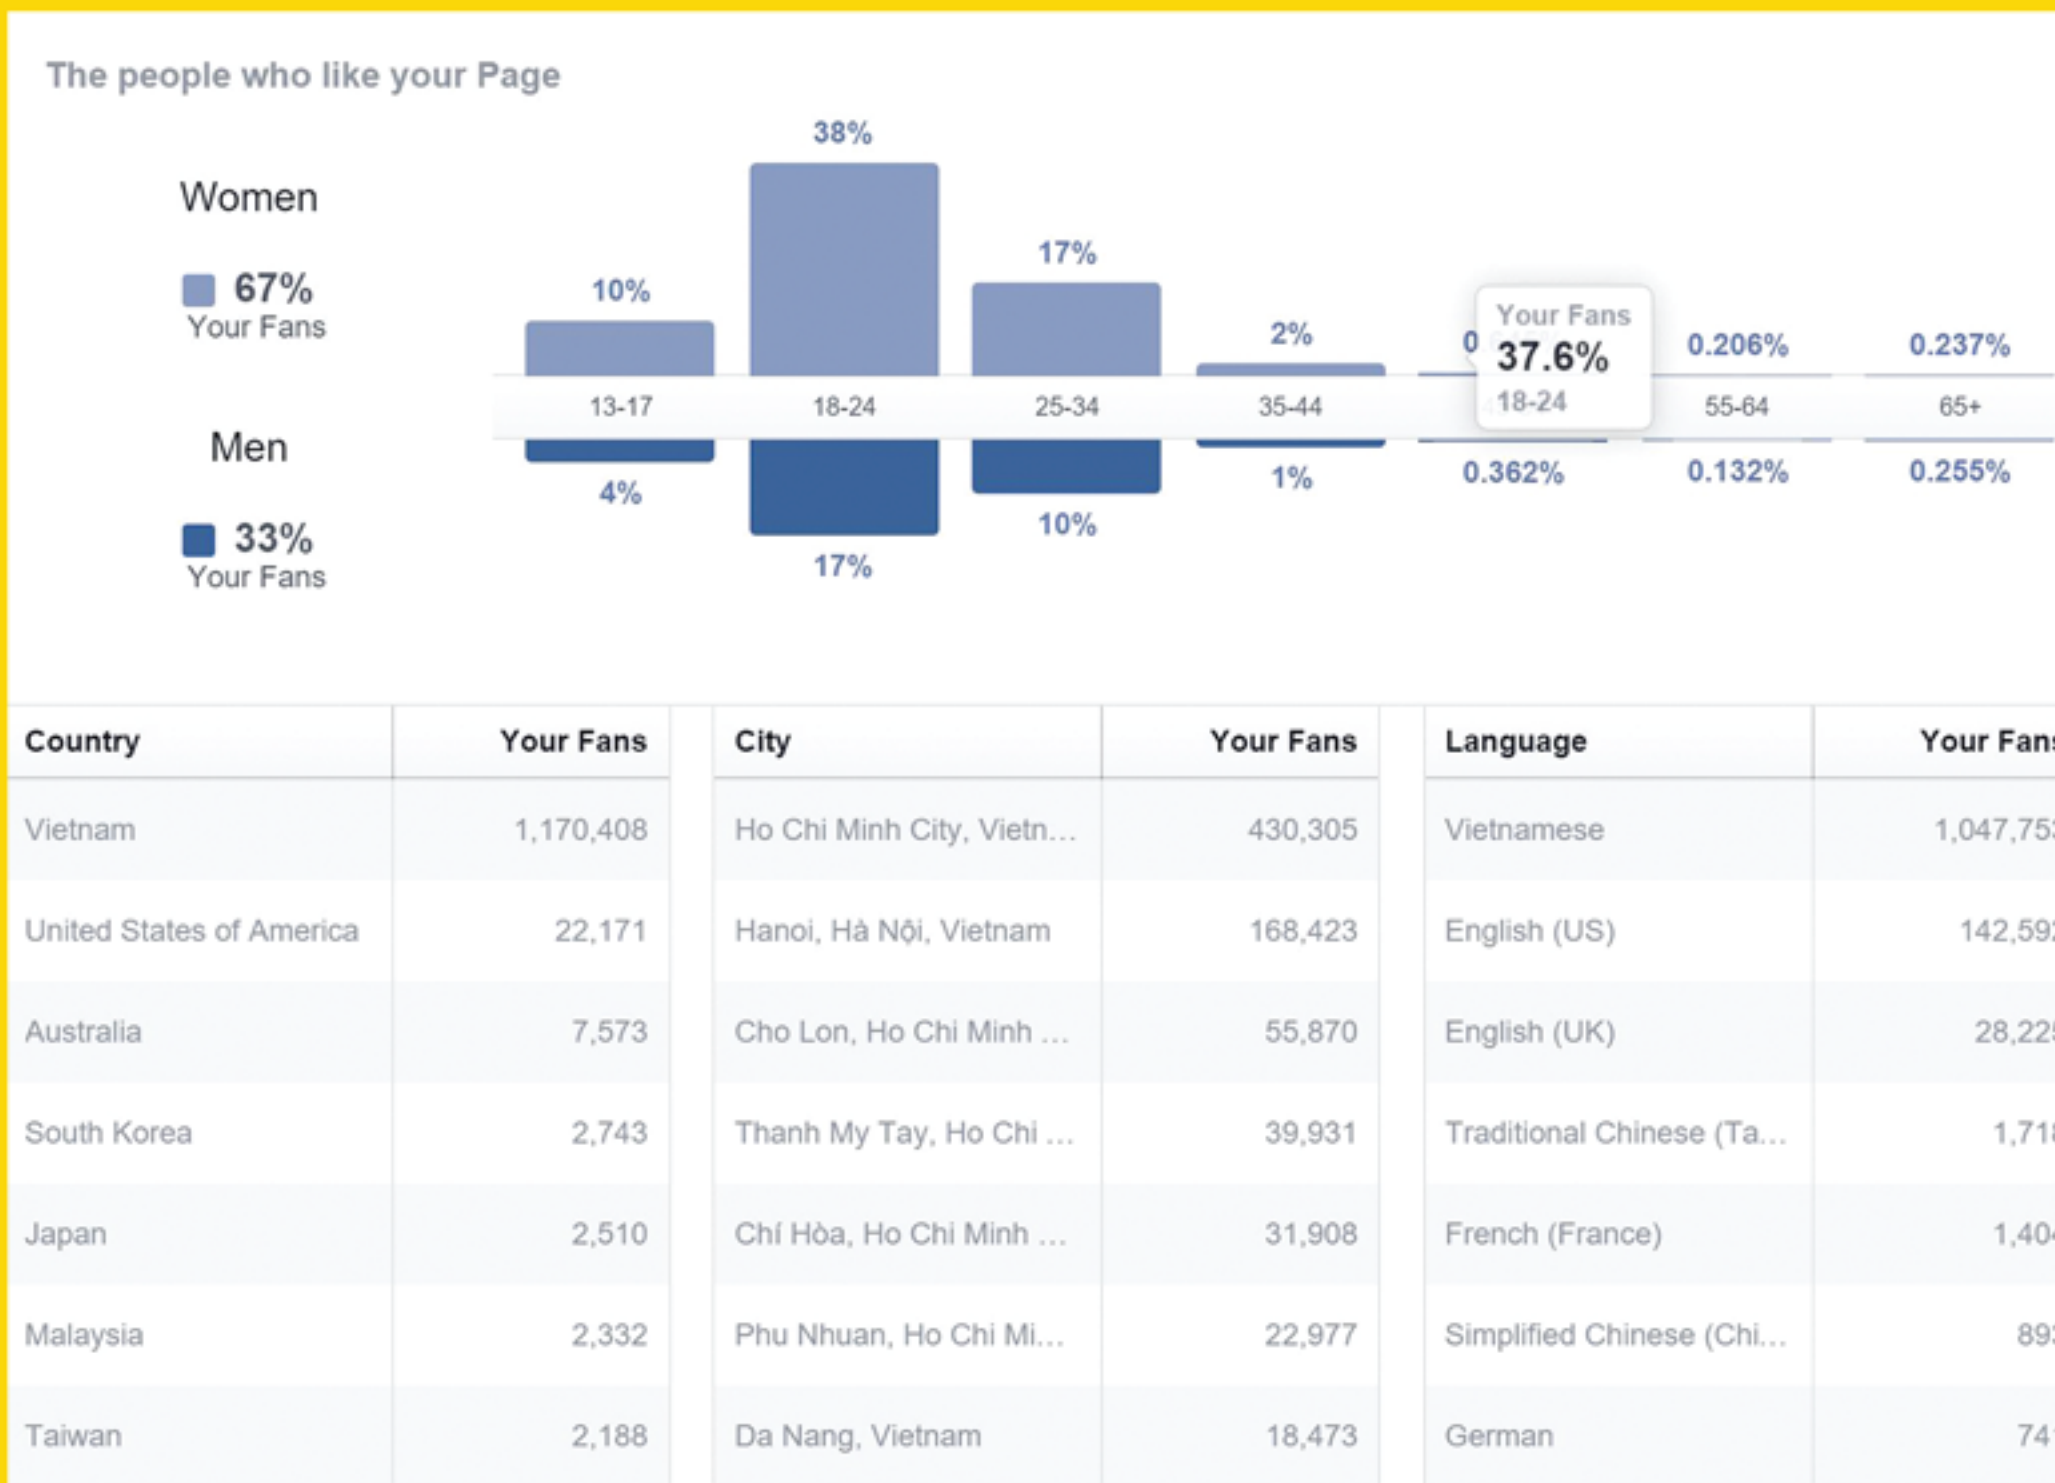 The people who like your Page
Women
67%
Your Fans
38%
10%
17%
2%
0.206%
0.237%
Your Fans
37.6%
18-24
13-17
18-24
25-34
35-44
55-64
65+
Men
33%
Your Fans
4%
17%
10%
1%
0.362%
0.132%
0.255%
Country Your Fans
Vietnam 1,170,408
United States of America 22,171
Australia 7,573
South Korea 2,743
Japan 2,510
Malaysia 2,332
Taiwan 2,188
City Your Fans
Ho Chi Minh City, Vietn... 430,305
Hanoi, Hà Nội, Vietnam 168,423
Cho Lon, Ho Chi Minh ... 55,870
Thanh My Tay, Ho Chi ... 39,931
Chí Hòa, Ho Chi Minh ... 31,908
Phu Nhuan, Ho Chi Mi... 22,977
Da Nang, Vietnam 18,473
Language Your Fans
Vietnamese
English (US)
English (UK)
Traditional Chinese (Ta...
French (France)
Simplified Chinese (Chi...
German